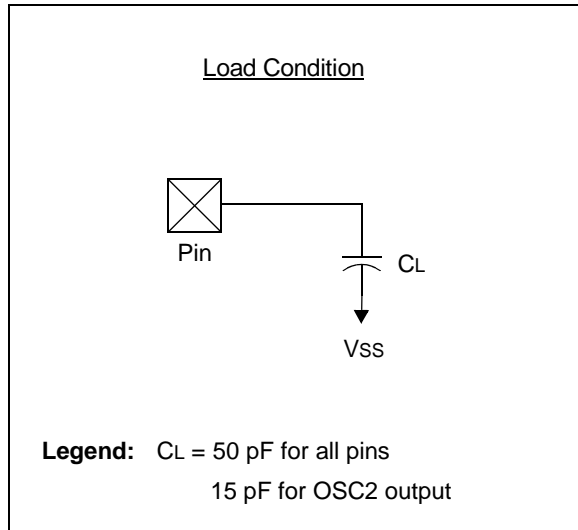 Load Condition
Pin
CL
VSS
Legend: CL = 50 pF for all pins
15 pF for OSC2 output